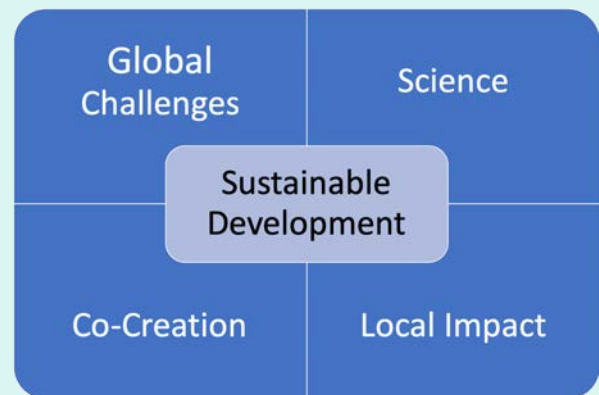 Global
Challenges
Science
Sustainable
Development
Co-Creation
Local Impact